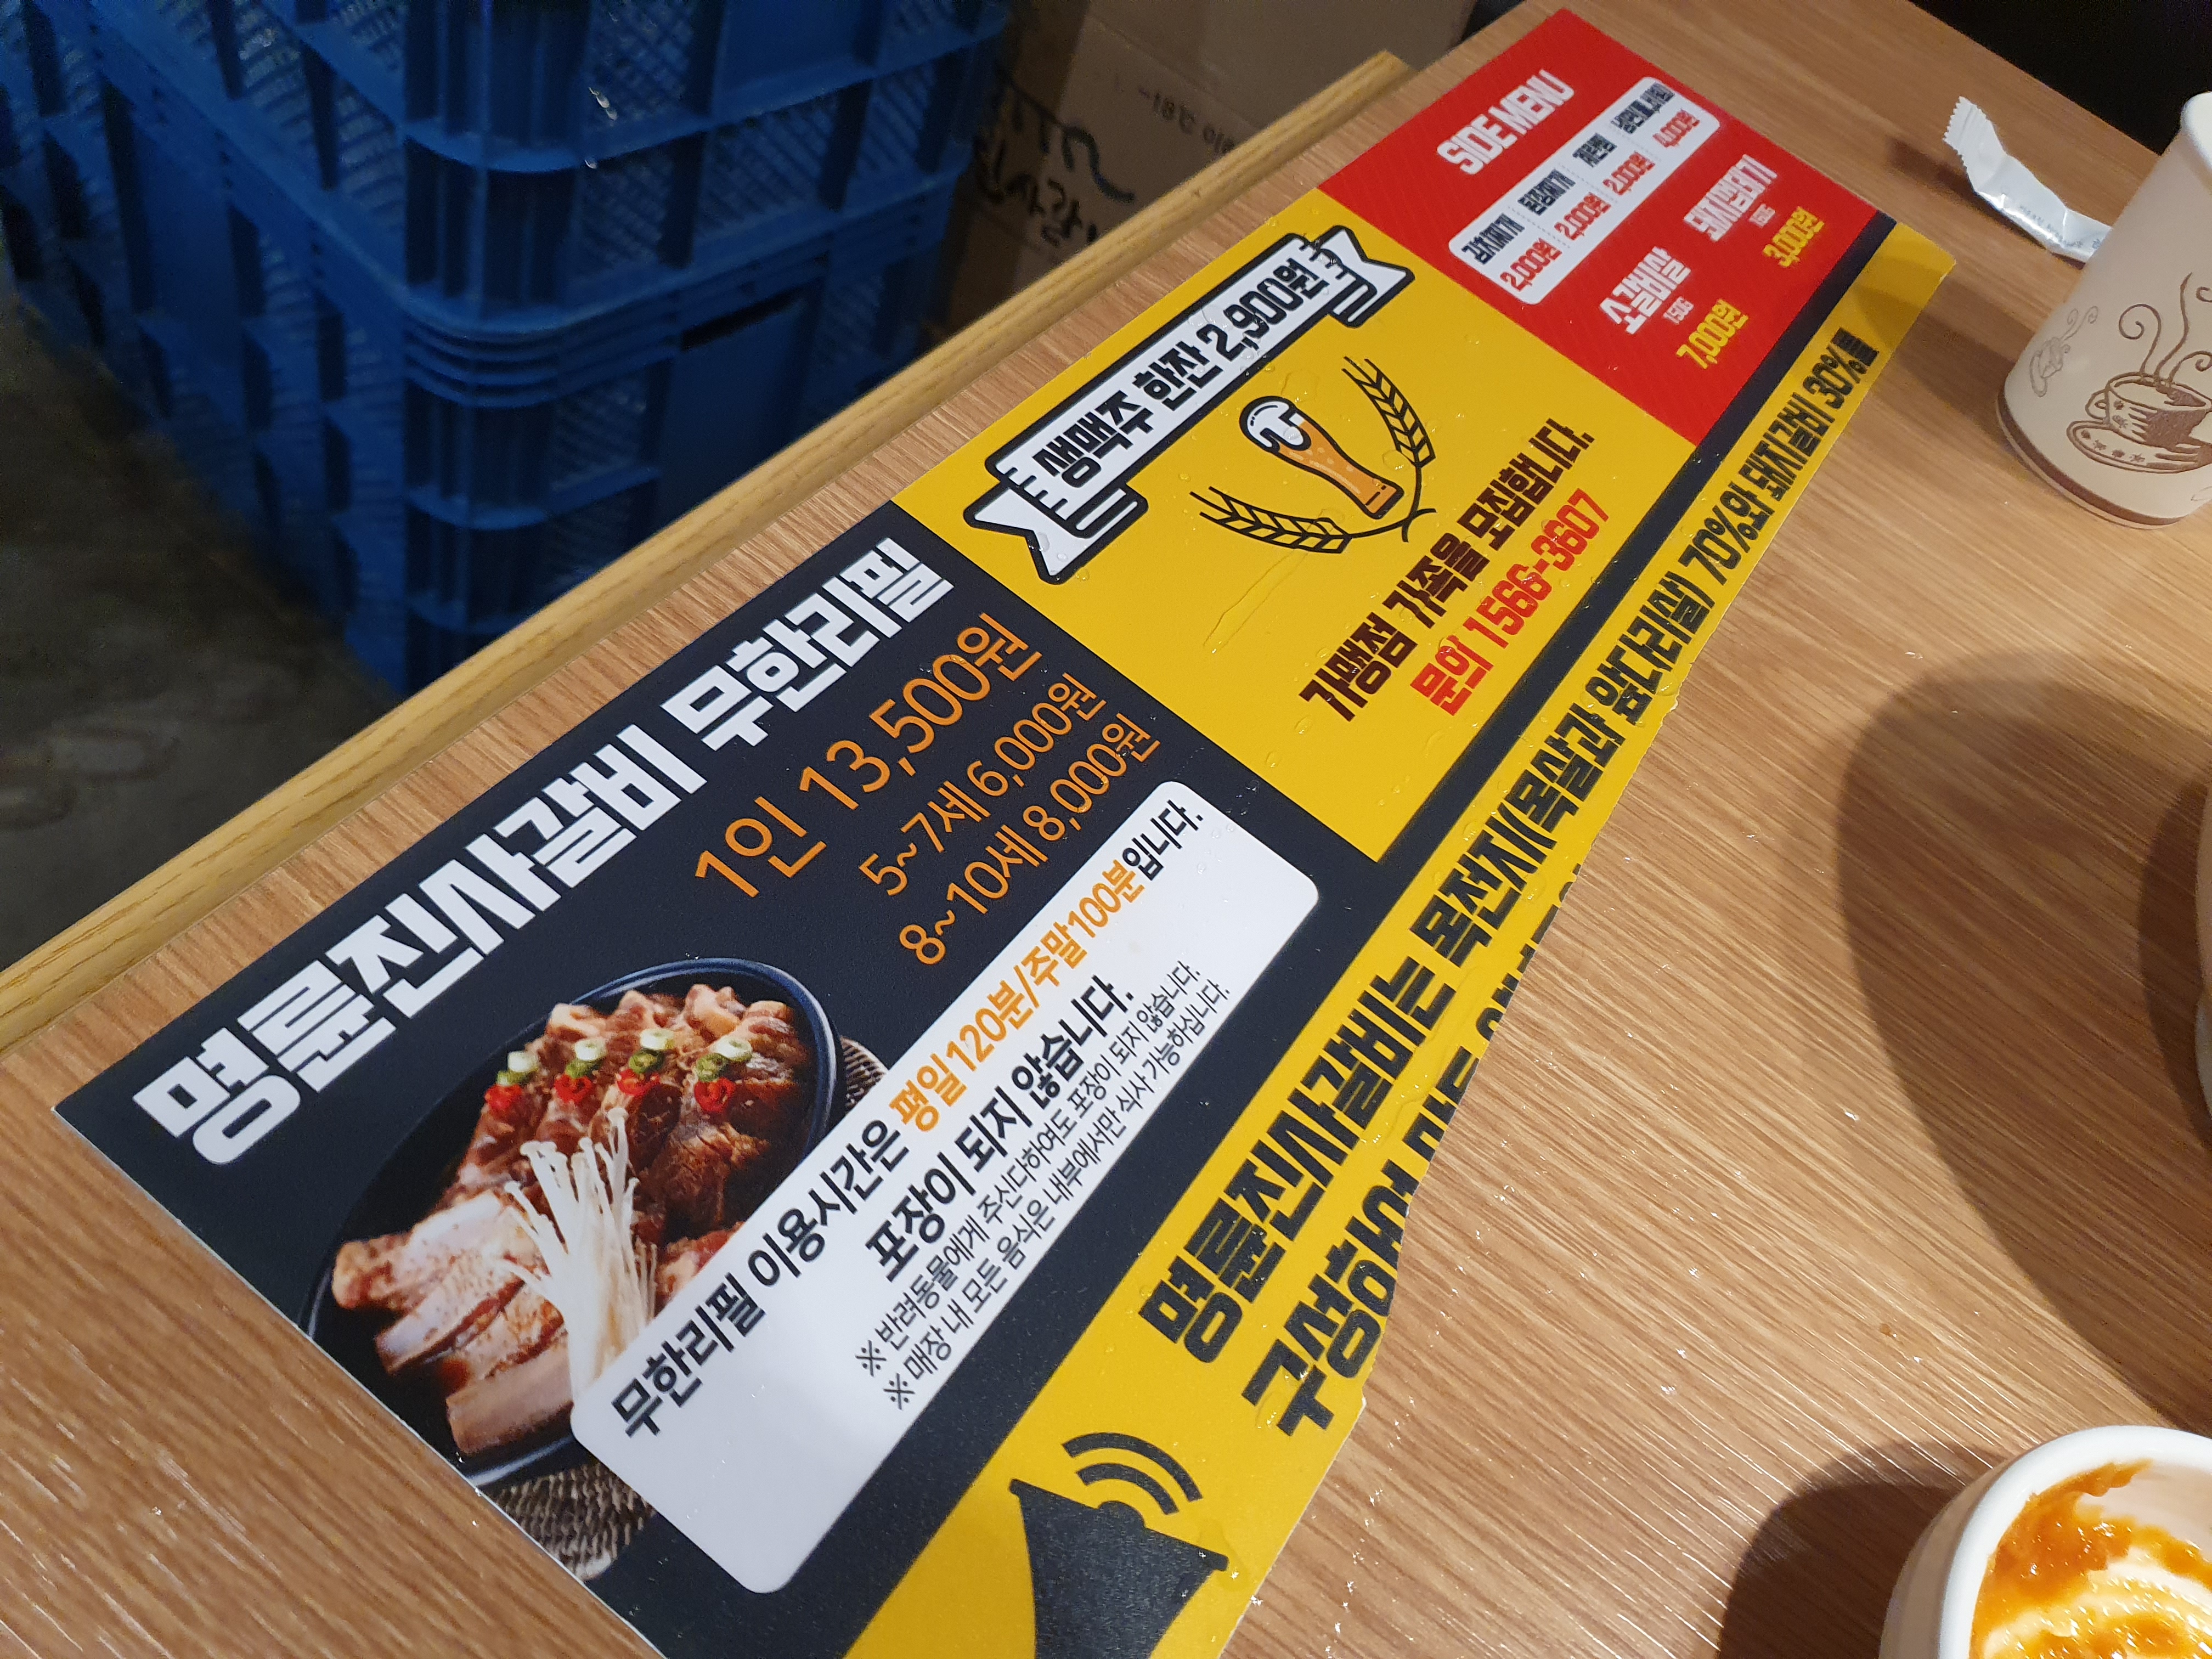 명륜진사갈비 무한리필
1인 13,500원
5~7세 6,000원
8~10세 8,000원
무한리필 이용시간은 평일120분/주말100분입니다.
포장이 되지 않습니다.
※ 반려동물에게 주신다하여도 포장이 되지 않습니다.
※ 매장 내 모든 음식은 내부에서만 식사 가능하십니다.
생맥주 한잔 2,900원
가맹점 가족을 모집합니다.
문의 1566-3607
SIDE MENU
김치찌개 된장찌개 계란찜
2,000원 2,000원 2,000원 4,000원
소갈비살 돼지껍데기
150G
7,000원 3,000원
명륜진사갈비는 목전지(목살과 앞다리살) 70%와 돼지갈비 30%를
구성하여